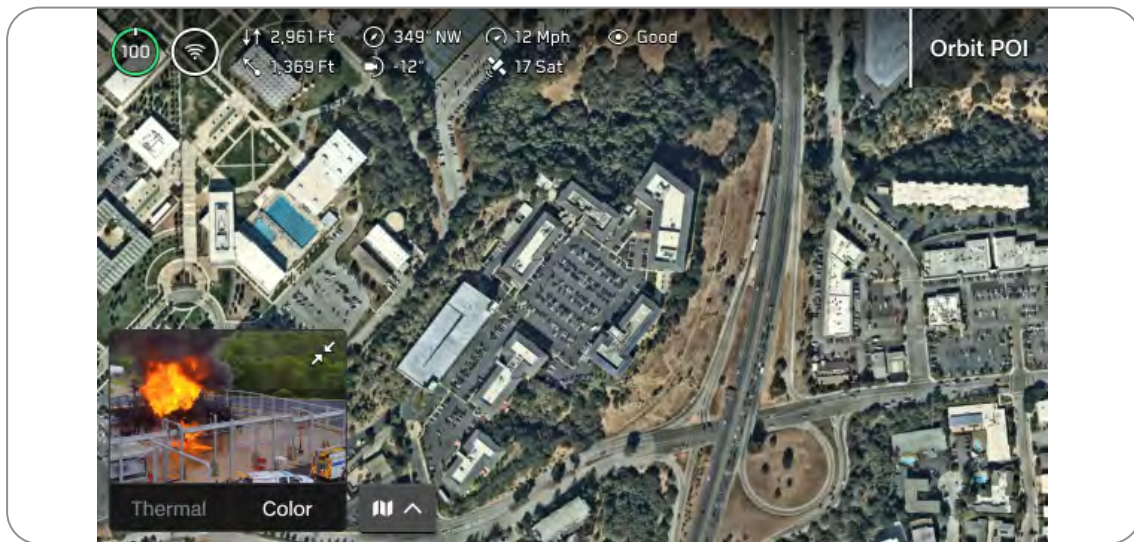 100
2,961 Ft
349° NW
12 Mph
Good
1,369 Ft
-12°
17 Sat
Orbit POI
Thermal
Color